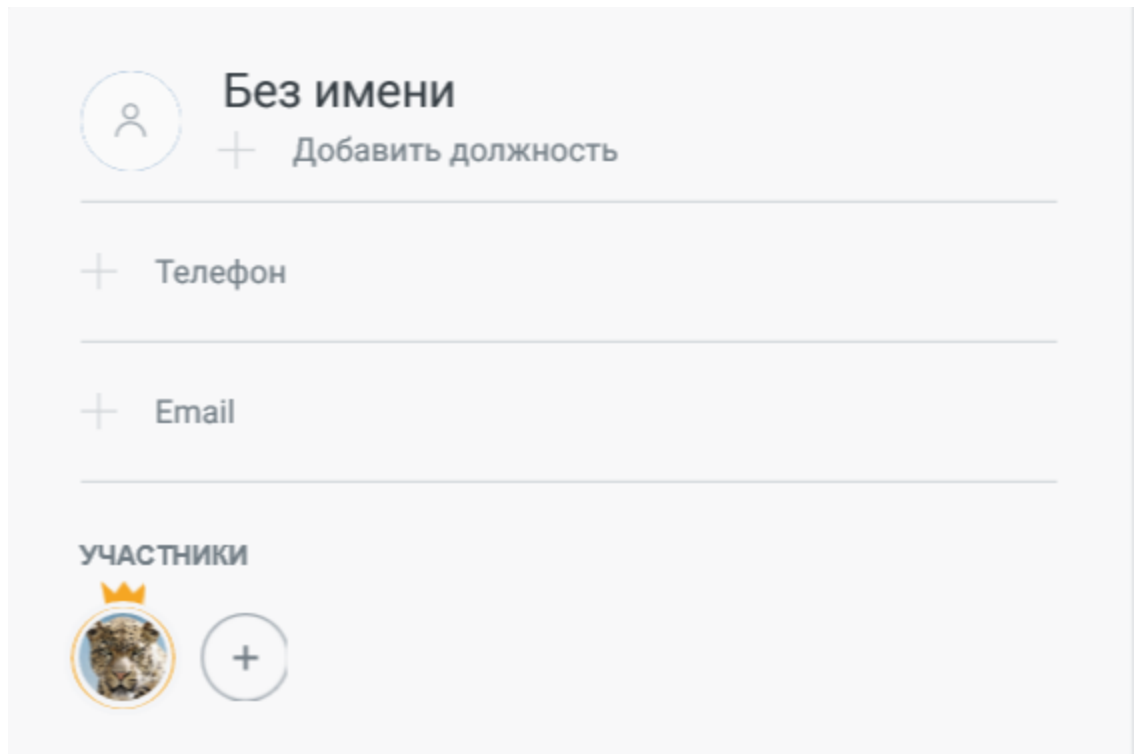 Без имени
Добавить должность
Телефон
Email
УЧАСТНИКИ